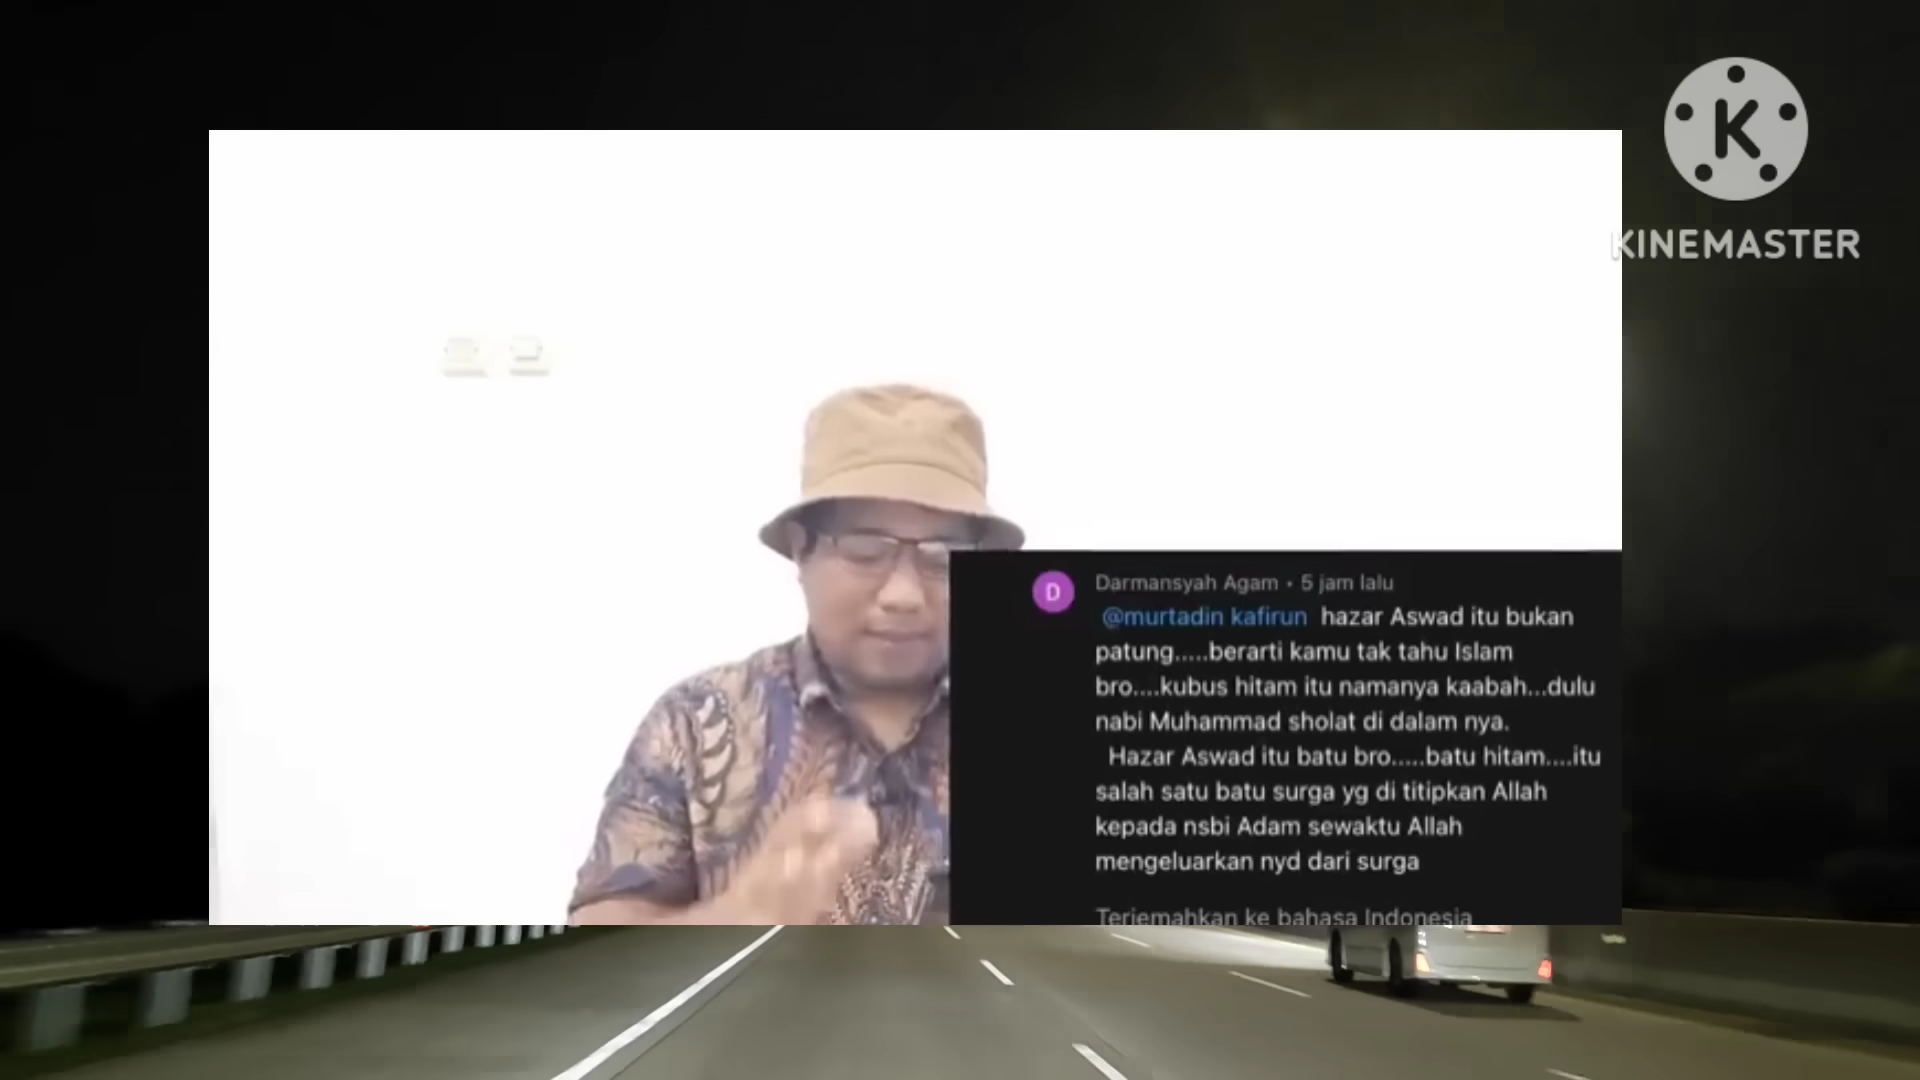 K
KINEMASTER
D
Darmansyah Agam • 5 jam lalu
@murtadin kafirun hazar Aswad itu bukan
patung.....berarti kamu tak tahu Islam
bro....kubus hitam itu namanya kaabah...dulu
nabi Muhammad sholat di dalam nya.
Hazar Aswad itu batu bro.....batu hitam....itu
salah satu batu surga yg di titipkan Allah
kepada nsbi Adam sewaktu Allah
mengeluarkan nyd dari surga
Terjemahkan ke bahasa Indonesia